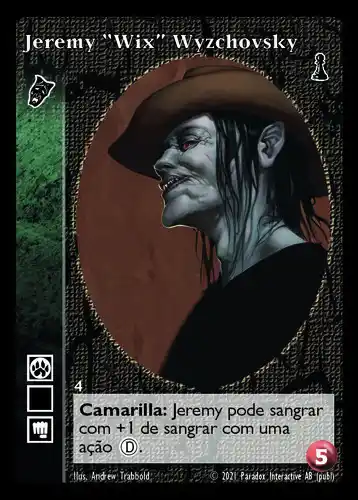 Jeremy "Wix" Wyzchovsky
4
Camarilla: Jeremy pode sangrar
com +1 de sangrar com uma
ação Ⓓ.
5
Illus. Andrew Trabbold
© 2021 Paradox Interactive AB (publ)